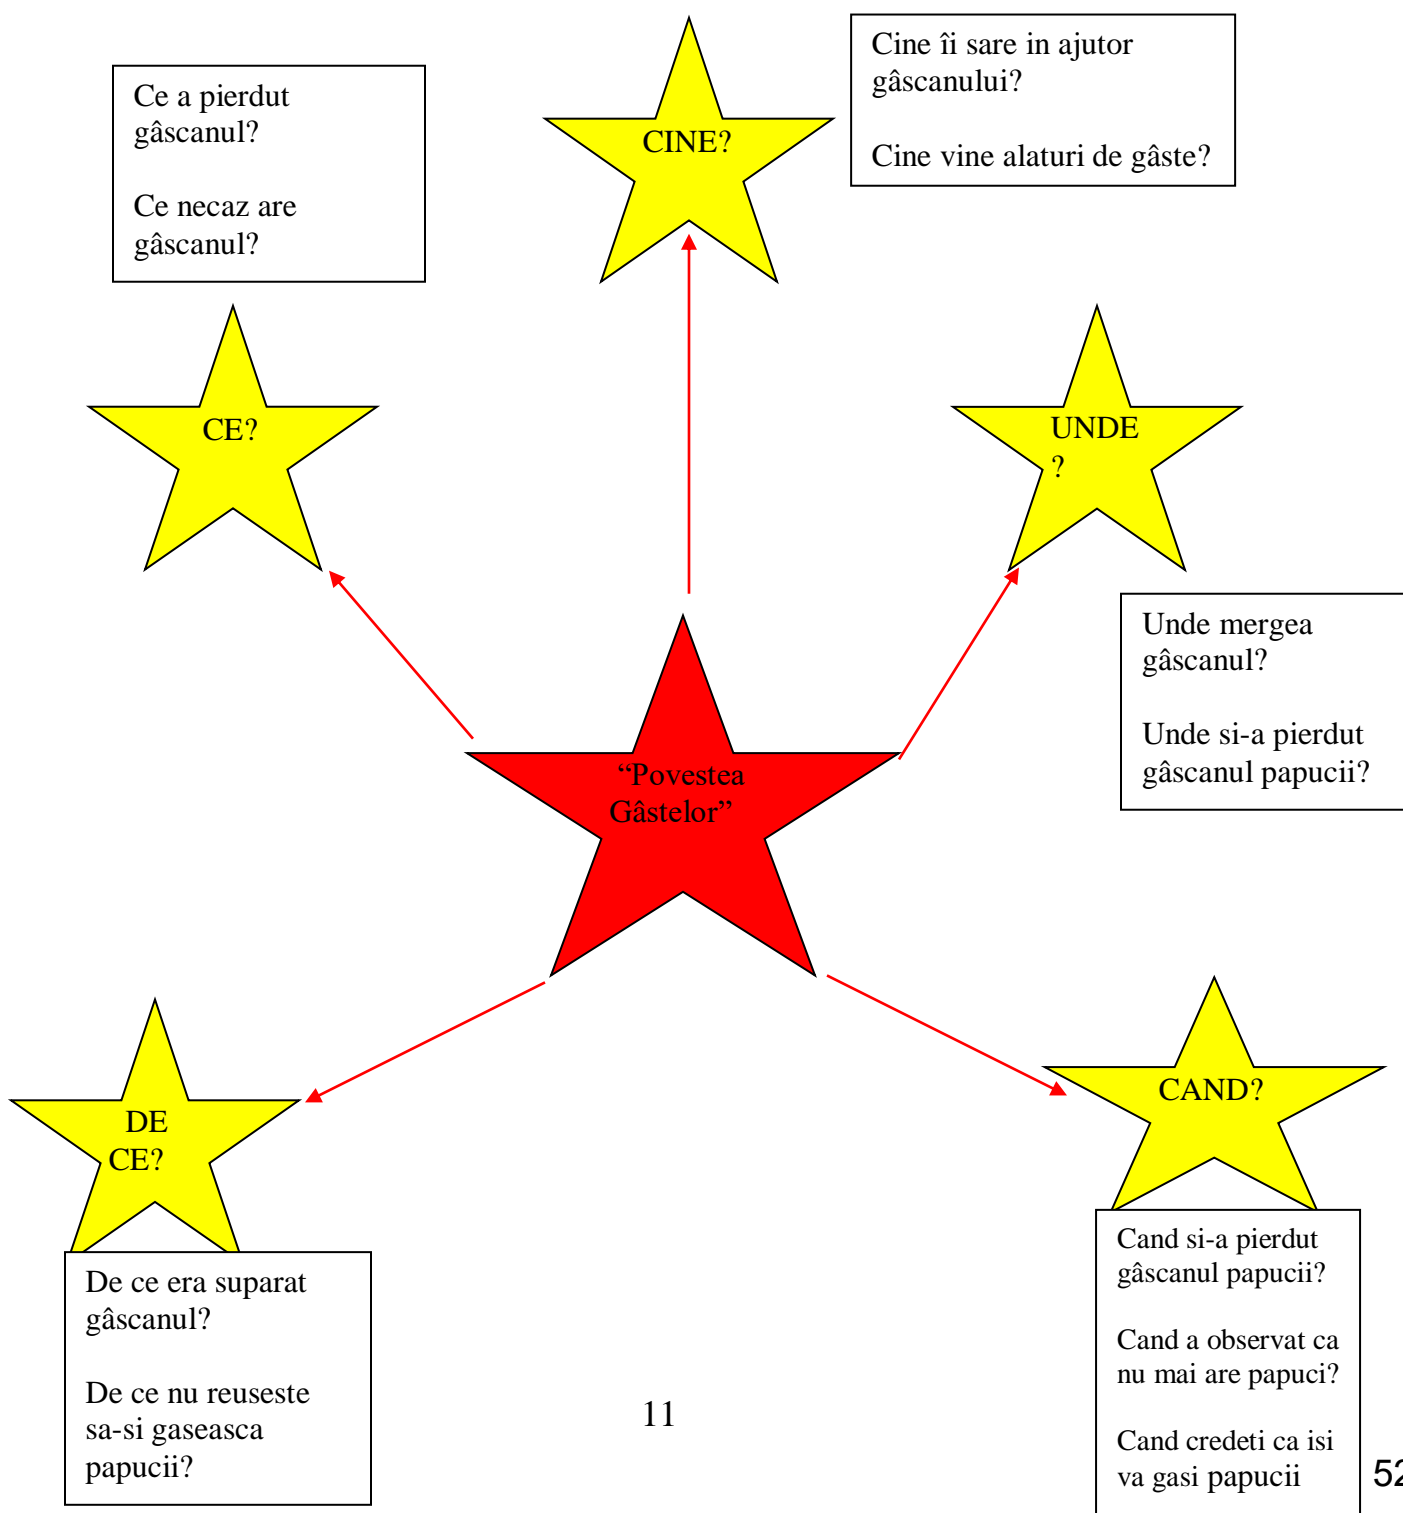 Ce a pierdut
gâscanul?
Ce necaz are
gâscanul?
CINE?
Cine îi sare in ajutor
gâscanului?
Cine vine alaturi de gâste?
CE?
UNDE
?
Unde mergea
gâscanul?
Unde si-a pierdut
gâscanul papucii?
“Povestea
Gâstelor”
DE
CE?
De ce era suparat
gâscanul?
De ce nu reuseste
sa-si gaseasca
papucii?
CAND?
Cand si-a pierdut
gâscanul papucii?
Cand a observat ca
nu mai are papuci?
Cand credeti ca isi
va gasi papucii
11
52